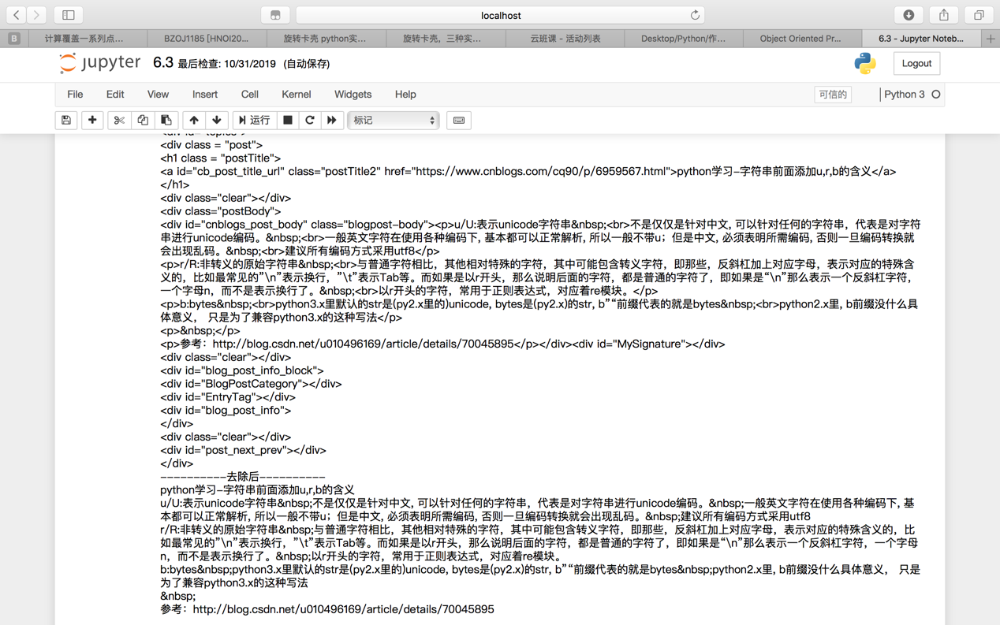 localhost
B
计算覆盖一系列点...
BZOJ1185 [HNOI20...
旋转卡壳 python实...
旋转卡壳，三种实...
云班课 - 活动列表
Desktop/Python/作...
Object Oriented Pr...
6.3 - Jupyter Noteb...
jupyter 6.3 最后检查: 10/31/2019 (自动保存)
Logout
File Edit View Insert Cell Kernel Widgets Help
可信的
Python 3
运行
标记
<div id="topics">
<div class = "post">
<h1 class = "postTitle">
<a id="cb_post_title_url" class="postTitle2" href="https://www.cnblogs.com/cq90/p/6959567.html">python学习-字符串前面添加u,r,b的含义</a>
</h1>
<div class="clear"></div>
<div class="postBody">
<div id="cnblogs_post_body" class="blogpost-body"><p>u/U:表示unicode字符串&nbsp;<br>不是仅仅是针对中文, 可以针对任何的字符串，代表是对字符
串进行unicode编码。&nbsp;<br>一般英文字符在使用各种编码下, 基本都可以正常解析, 所以一般不带u；但是中文, 必须表明所需编码, 否则一旦编码转换就
会出现乱码。&nbsp;<br>建议所有编码方式采用utf8</p>
<p>r/R:非转义的原始字符串&nbsp;<br>与普通字符相比，其他相对特殊的字符，其中可能包含转义字符，即那些，反斜杠加上对应字母，表示对应的特殊含
义的，比如最常见的”\n”表示换行，”\t”表示Tab等。而如果是以r开头，那么说明后面的字符，都是普通的字符了，即如果是“\n”那么表示一个反斜杠字符，
一个字母n，而不是表示换行了。&nbsp;<br>以r开头的字符，常用于正则表达式，对应着re模块。</p>
<p>b:bytes&nbsp;<br>python3.x里默认的str是(py2.x里的)unicode, bytes是(py2.x)的str, b”“前缀代表的就是bytes&nbsp;<br>python2.x里, b前缀没什么具
体意义， 只是为了兼容python3.x的这种写法</p>
<p>&nbsp;</p>
<p>参考：http://blog.csdn.net/u010496169/article/details/70045895</p></div><div id="MySignature"></div>
<div class="clear"></div>
<div id="blog_post_info_block">
<div id="BlogPostCategory"></div>
<div id="EntryTag"></div>
<div id="blog_post_info">
</div>
<div class="clear"></div>
<div id="post_next_prev"></div>
</div>
----------去除后----------
python学习-字符串前面添加u,r,b的含义
u/U:表示unicode字符串&nbsp;不是仅仅是针对中文, 可以针对任何的字符串，代表是对字符串进行unicode编码。&nbsp;一般英文字符在使用各种编码下, 基
本都可以正常解析, 所以一般不带u；但是中文, 必须表明所需编码, 否则一旦编码转换就会出现乱码。&nbsp;建议所有编码方式采用utf8
r/R:非转义的原始字符串&nbsp;与普通字符相比，其他相对特殊的字符，其中可能包含转义字符，即那些，反斜杠加上对应字母，表示对应的特殊含义的，比
如最常见的”\n”表示换行，”\t”表示Tab等。而如果是以r开头，那么说明后面的字符，都是普通的字符了，即如果是“\n”那么表示一个反斜杠字符，一个字母
n，而不是表示换行了。&nbsp;以r开头的字符，常用于正则表达式，对应着re模块。
b:bytes&nbsp;python3.x里默认的str是(py2.x里的)unicode, bytes是(py2.x)的str, b”“前缀代表的就是bytes&nbsp;python2.x里, b前缀没什么具体意义， 只是
为了兼容python3.x的这种写法
&nbsp;
参考：http://blog.csdn.net/u010496169/article/details/70045895